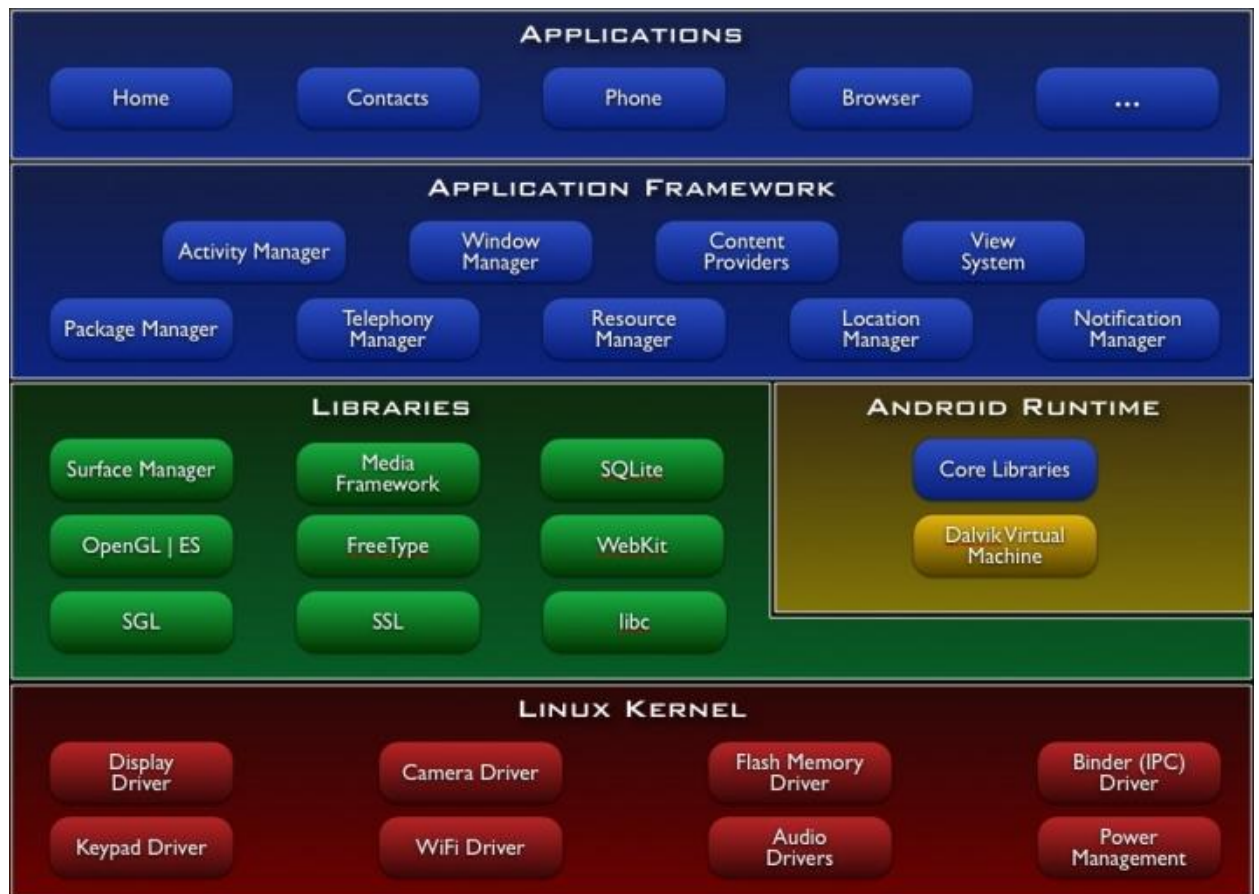 APPLICATIONS
Home
Contacts
Phone
Browser
...
APPLICATION FRAMEWORK
Activity Manager
Window
Manager
Content
Providers
View
System
Package Manager
Telephony
Manager
Resource
Manager
Location
Manager
Notification
Manager
LIBRARIES
Surface Manager
Media
Framework
SQLite
OpenGL | ES
FreeType
WebKit
SGL
SSL
libc
ANDROID RUNTIME
Core Libraries
Dalvik Virtual
Machine
LINUX KERNEL
Display
Driver
Camera Driver
Flash Memory
Driver
Binder (IPC)
Driver
Keypad Driver
WiFi Driver
Audio
Drivers
Power
Management